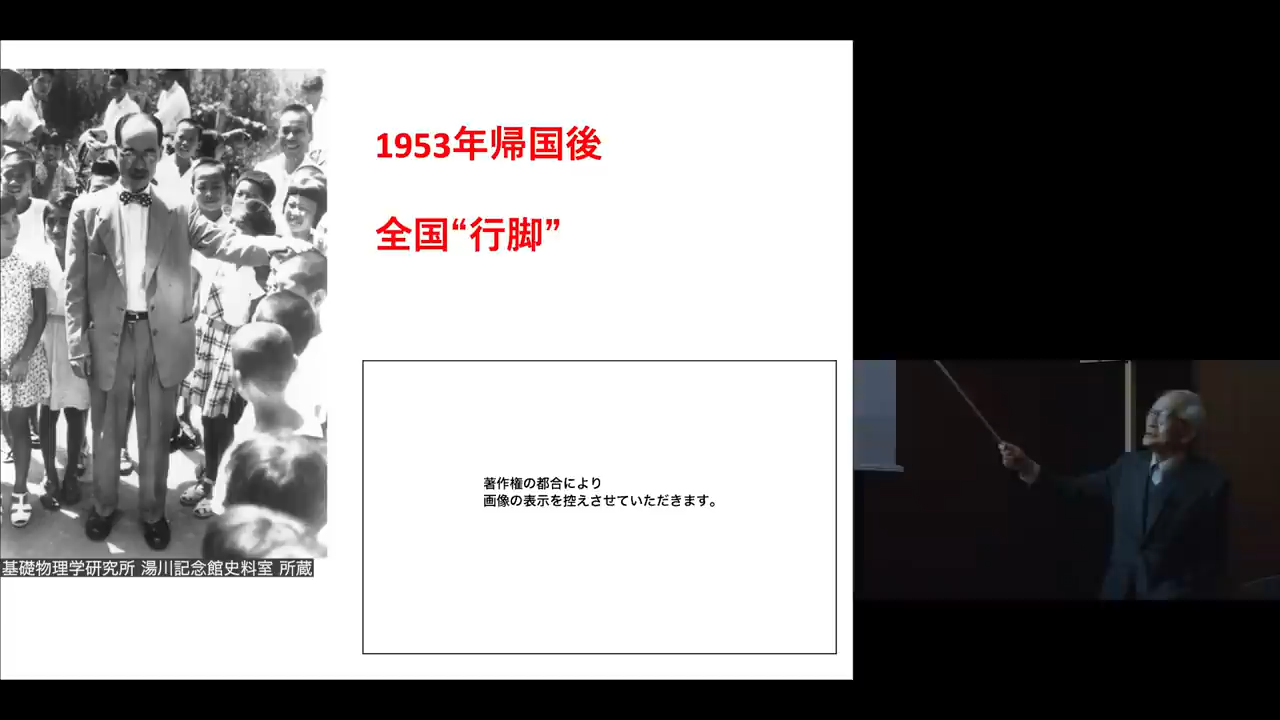 1953年帰国後
全国“行脚”
著作権の都合により
画像の表示を控えさせていただきます。
基礎物理学研究所 湯川記念館史料室 所蔵